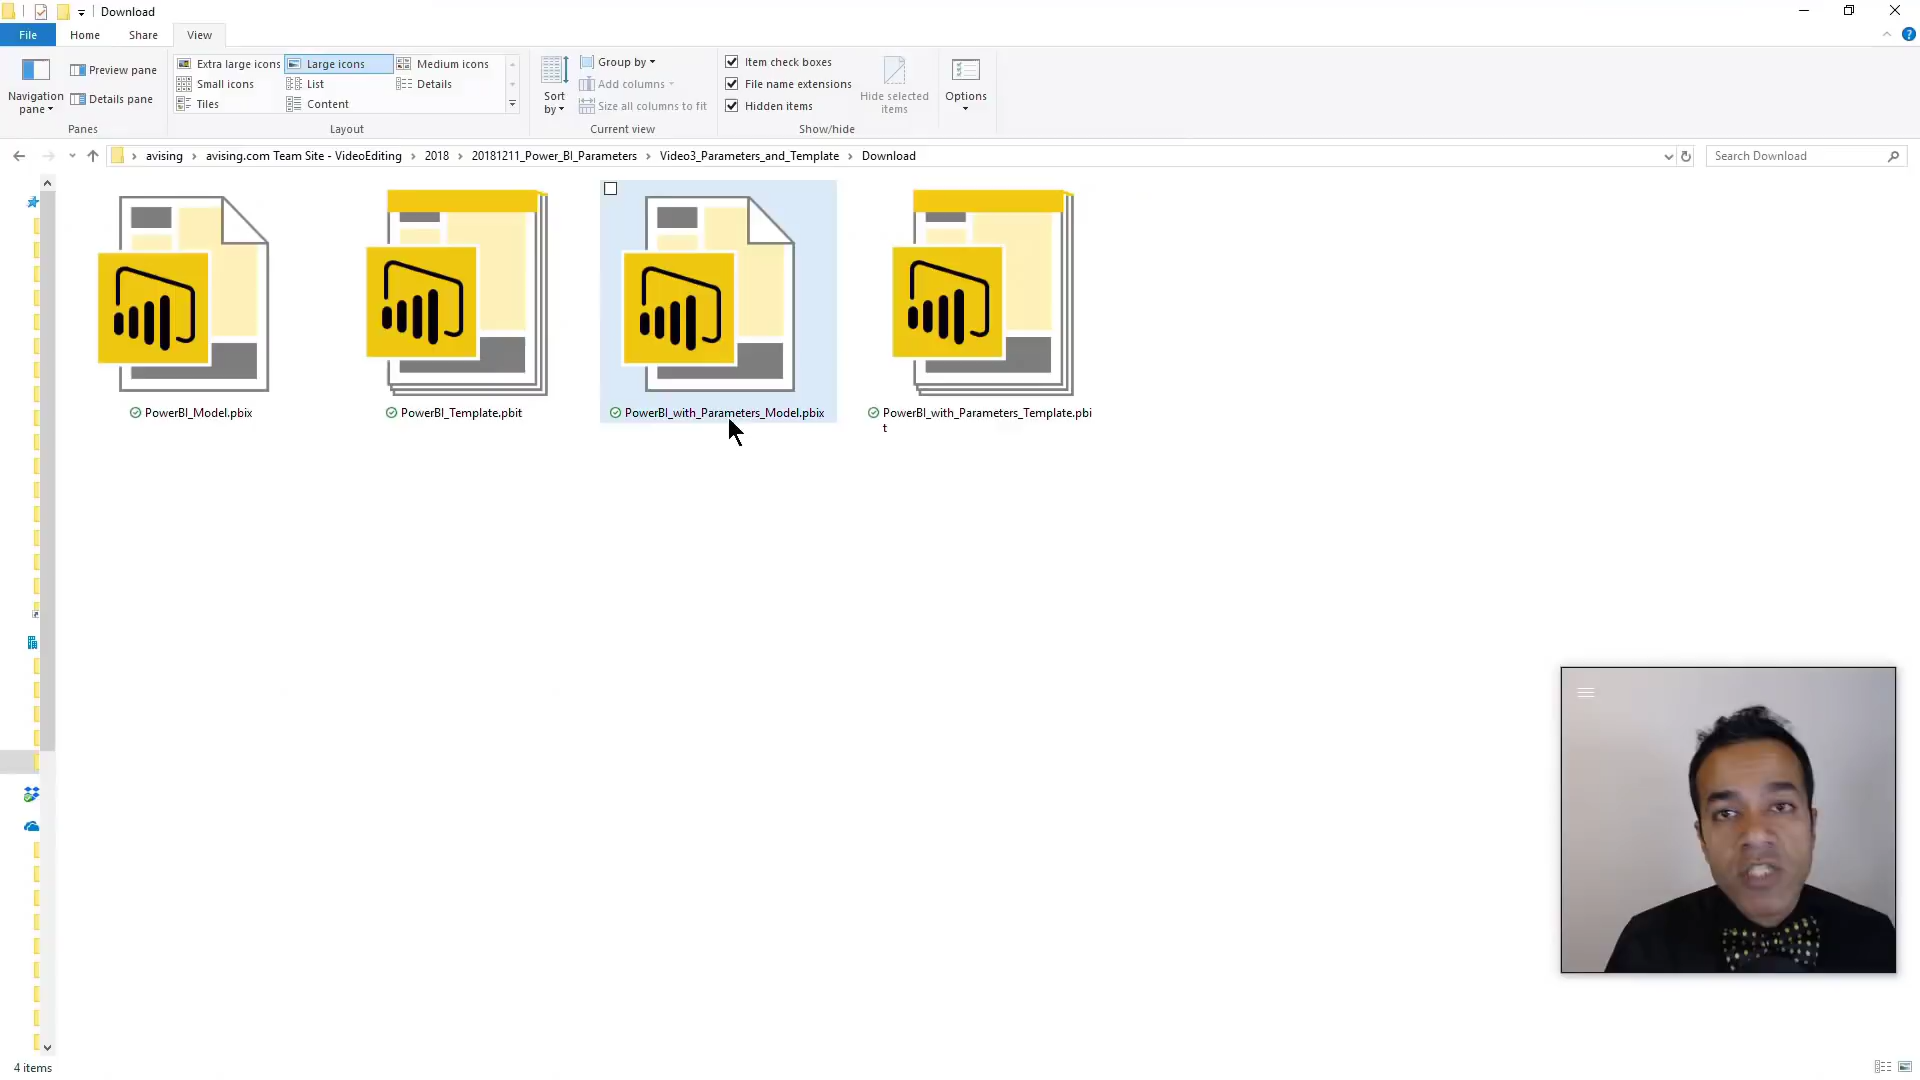 Download
File
Home
Share
View
Navigation pane
Preview pane
Details pane
Panes
Extra large icons
Large icons
Medium icons
Small icons
List
Details
Tiles
Content
Layout
Sort by
Group by
Add columns
Size all columns to fit
Current view
Item check boxes
File name extensions
Hidden items
Hide selected items
Show/hide
Options
avising
avising.com Team Site - VideoEditing
2018
20181211_Power_BI_Parameters
Video3_Parameters_and_Template
Download
Search Download
PowerBI_Model.pbix
PowerBI_Template.pbit
PowerBI_with_Parameters_Model.pbix
PowerBI_with_Parameters_Template.pbi
t
4 items